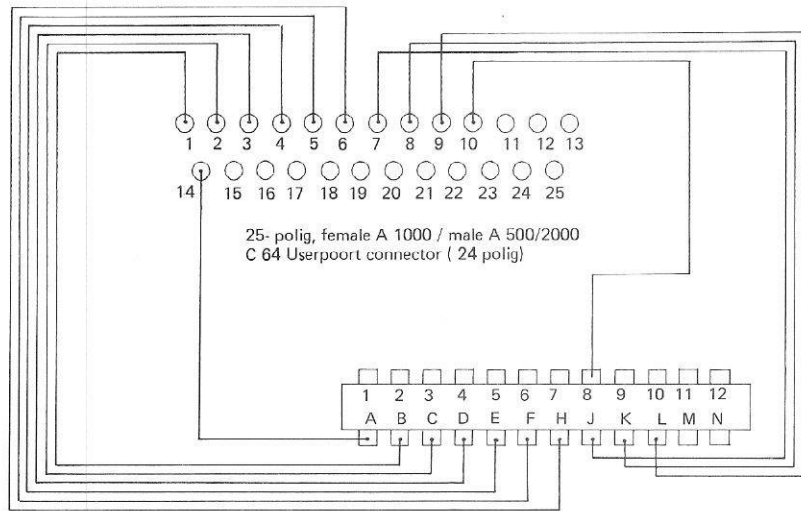 1 2 3 4 5 6 7 8 9 10 11 12 13
14 15 16 17 18 19 20 21 22 23 24 25
25- polig, female A 1000 / male A 500/2000
C 64 Userpoort connector ( 24 polig)
1 2 3 4 5 6 7 8 9 10 11 12
A B C D E F H J K L M N